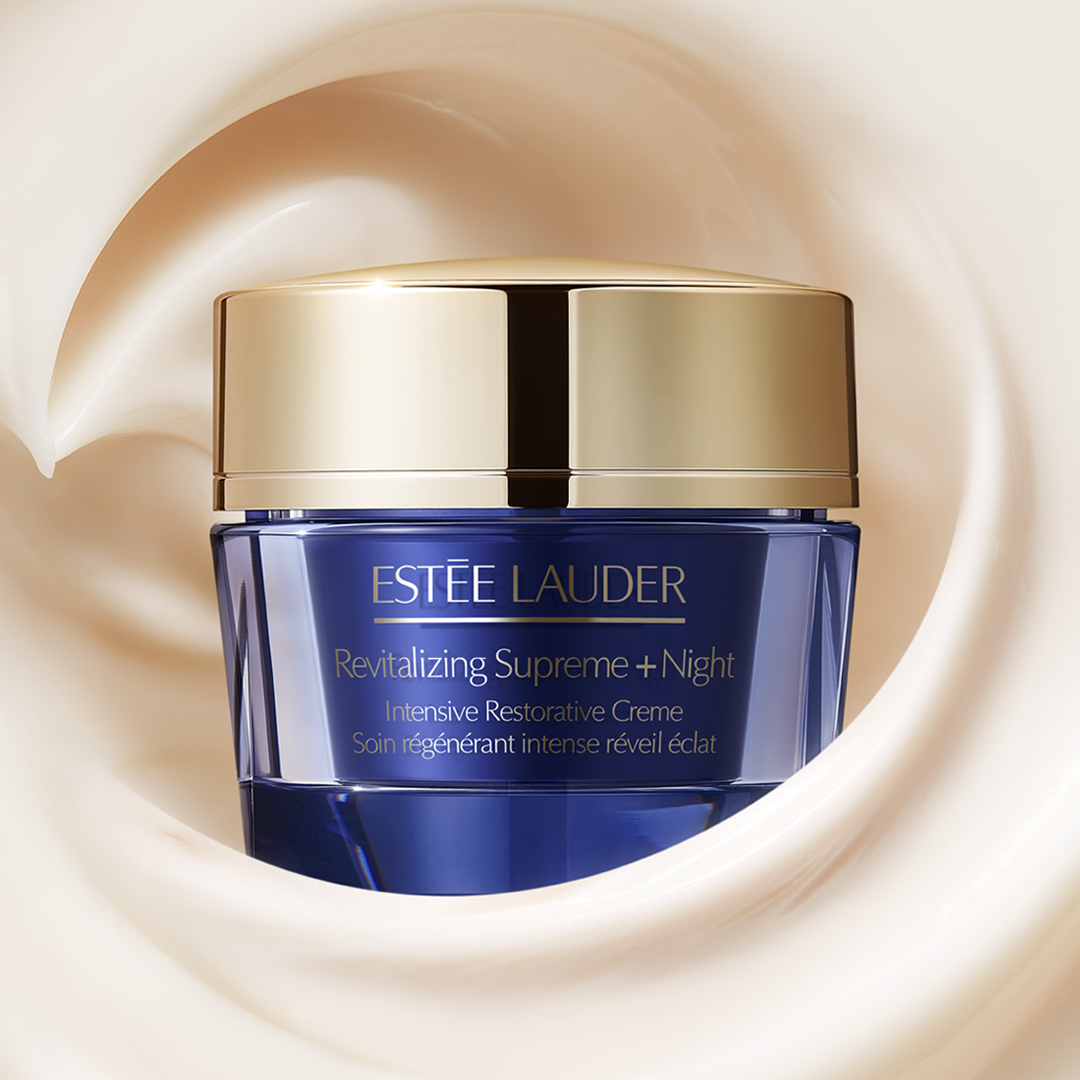 ESTĒE LAUDER
Revitalizing Supreme + Night
Intensive Restorative Creme
Soin régénérant intense réveil éclat